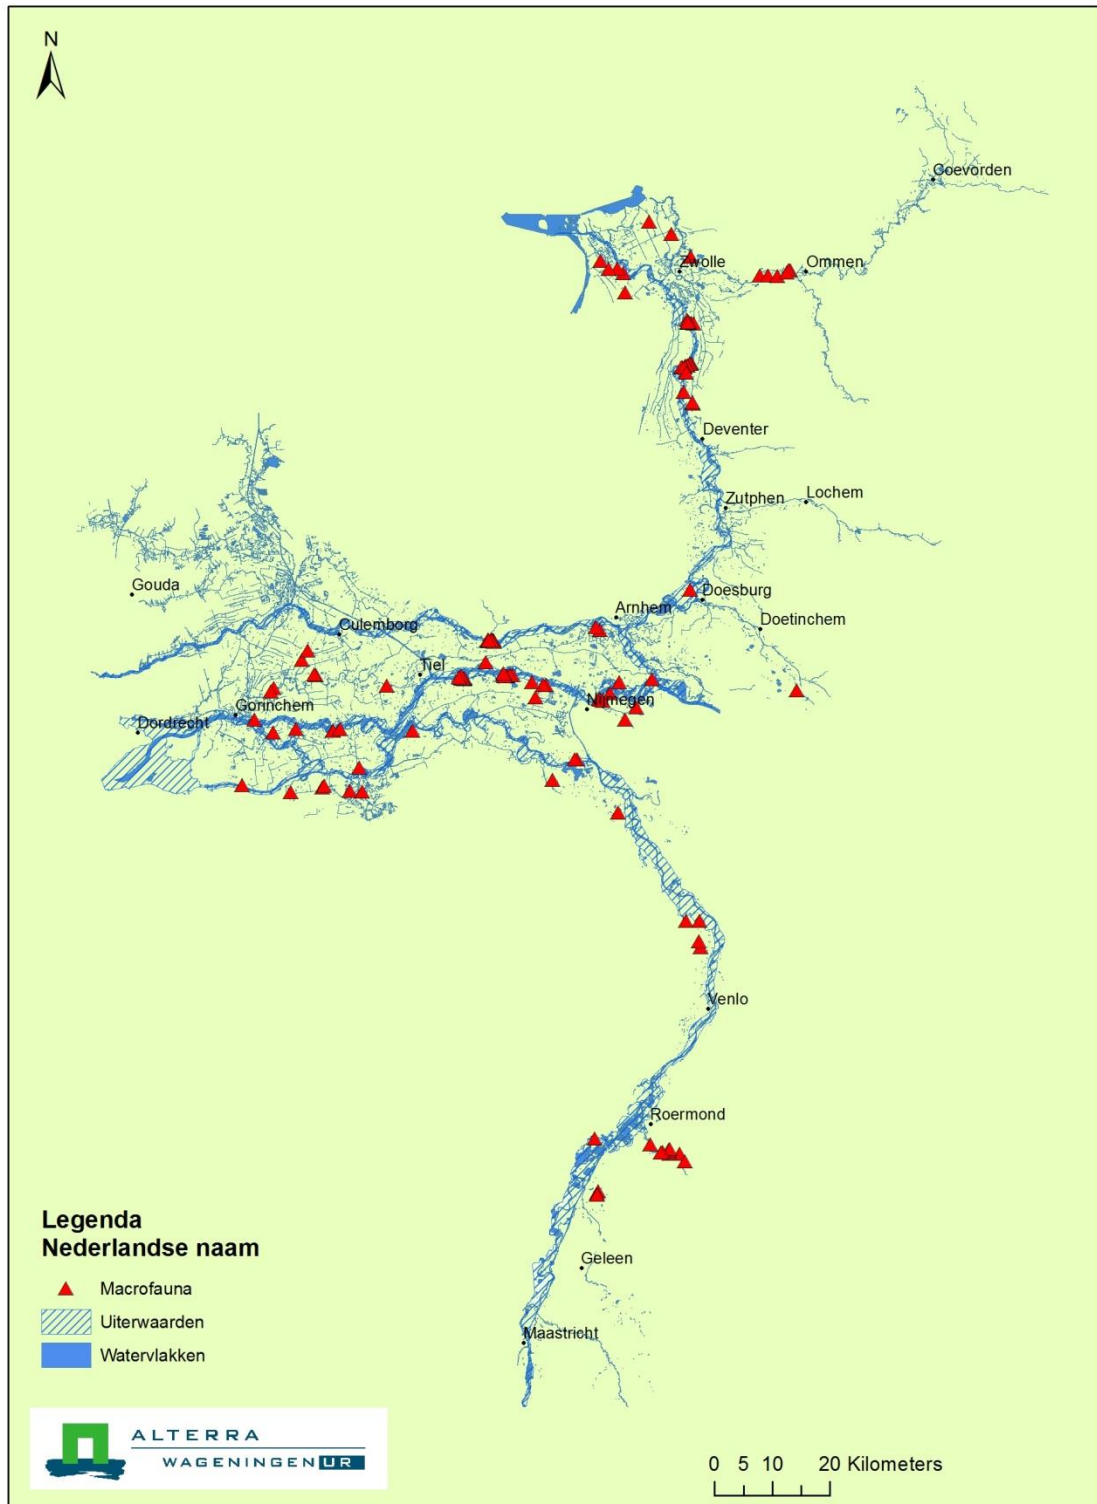 N
Coevorden
Zwolle
Ommen
Deventer
Zutphen
Lochem
Gouda
Doesburg
Arnhem
Culemborg
Doetinchem
Tiel
Nijmegen
Gorinchem
Dordrecht
Venlo
Roermond
Geleen
Maastricht
Legenda
Nederlandse naam
Macrofauna
Uiterwaarden
Watervlakken
ALTERRA
WAGENINGEN UR
0 5 10 20 Kilometers